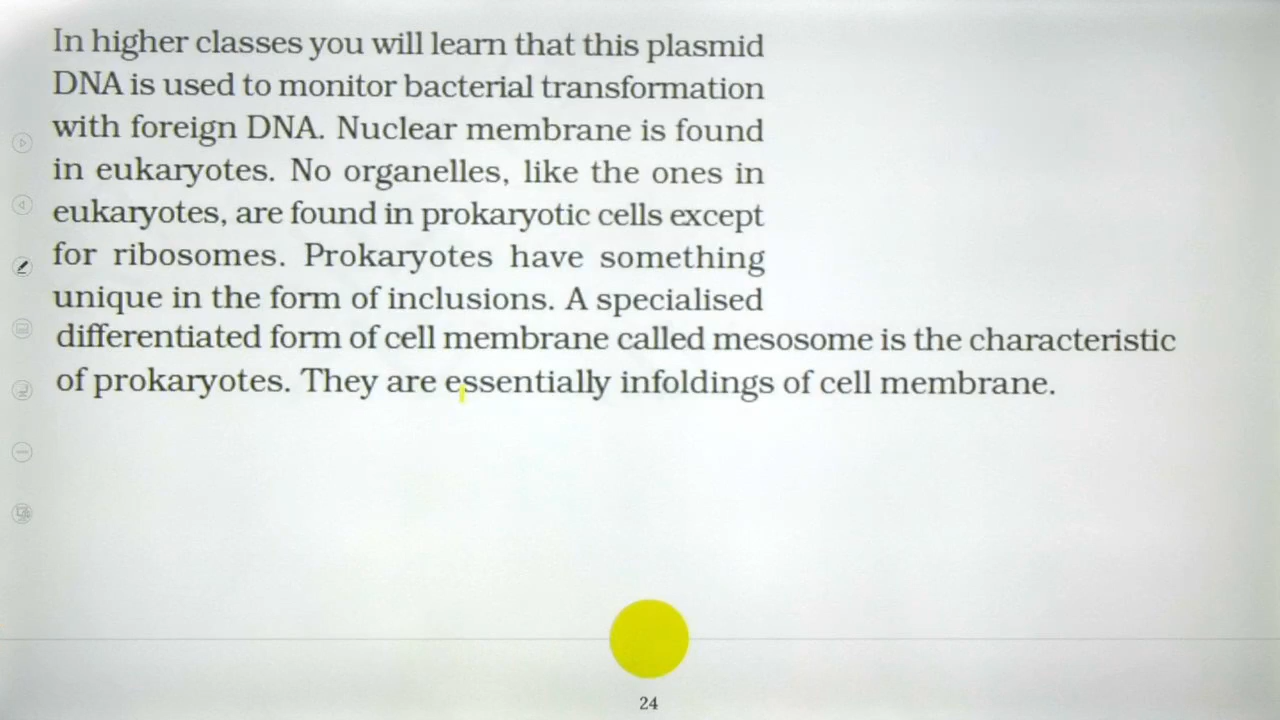 In higher classes you will learn that this plasmid
DNA is used to monitor bacterial transformation
with foreign DNA. Nuclear membrane is found
in eukaryotes. No organelles, like the ones in
eukaryotes, are found in prokaryotic cells except
for ribosomes. Prokaryotes have something
unique in the form of inclusions. A specialised
differentiated form of cell membrane called mesosome is the characteristic
of prokaryotes. They are essentially infoldings of cell membrane.
24